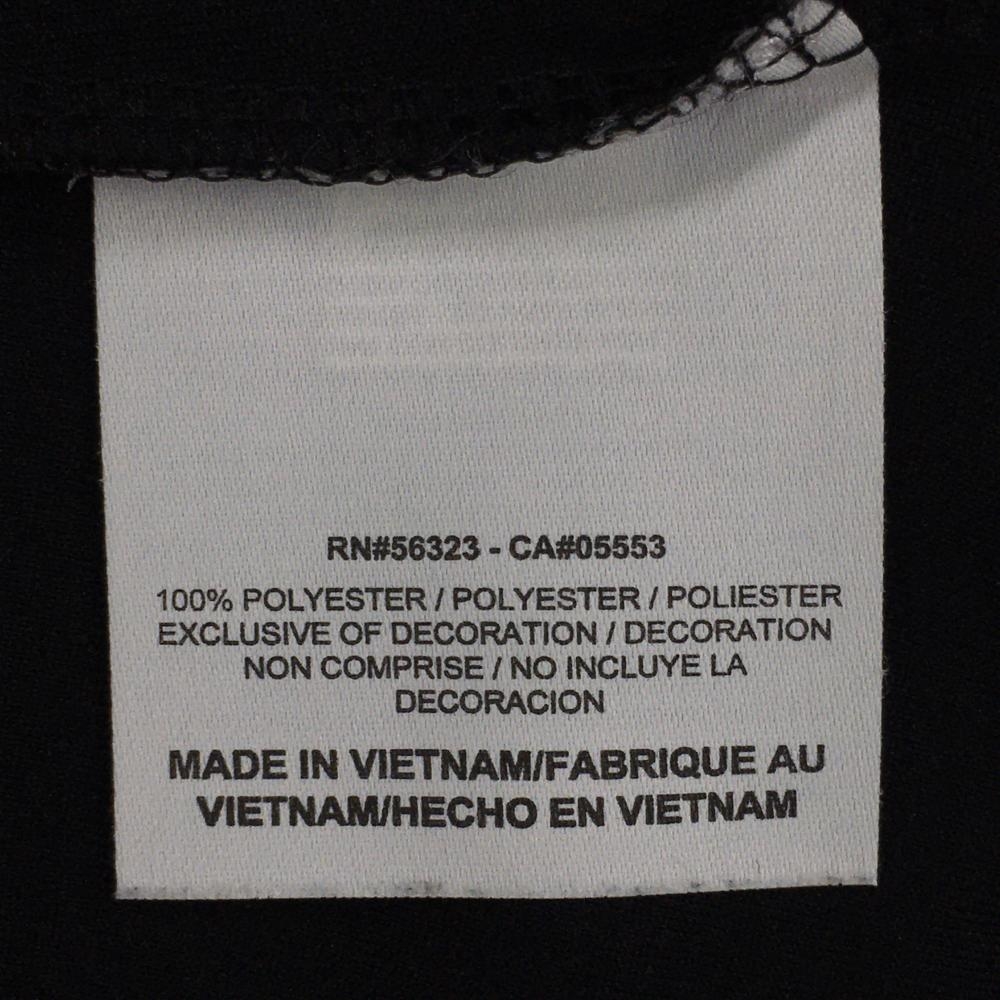 RN#56323 - CA#05553
100% POLYESTER / POLYESTER / POLIESTER
EXCLUSIVE OF DECORATION / DECORATION
NON COMPRISE / NO INCLUYE LA
DECORACION
MADE IN VIETNAM/FABRIQUE AU
VIETNAM/HECHO EN VIETNAM